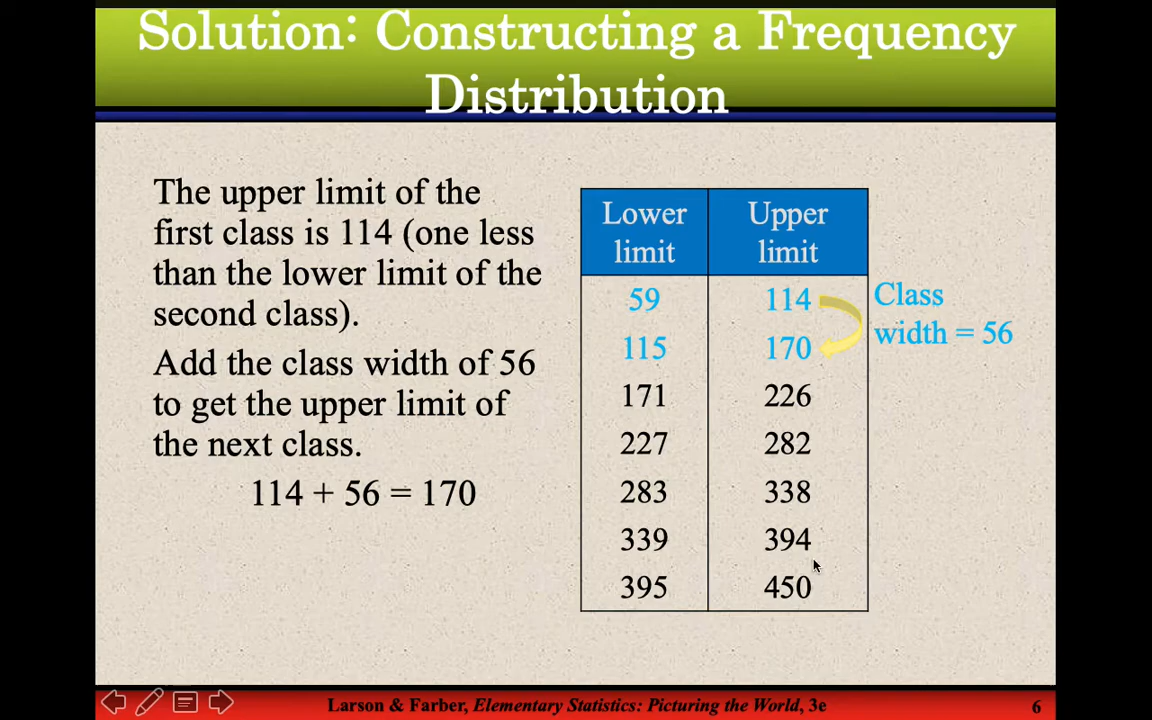 Solution: Constructing a Frequency
Distribution
The upper limit of the
first class is 114 (one less
than the lower limit of the
second class).
Add the class width of 56
to get the upper limit of
the next class.
114 + 56 = 170
Lower limit Upper limit
59 114
115 170
171 226
227 282
283 338
339 394
395 450
Class
width = 56
Larson & Farber, Elementary Statistics: Picturing the World, 3e
6